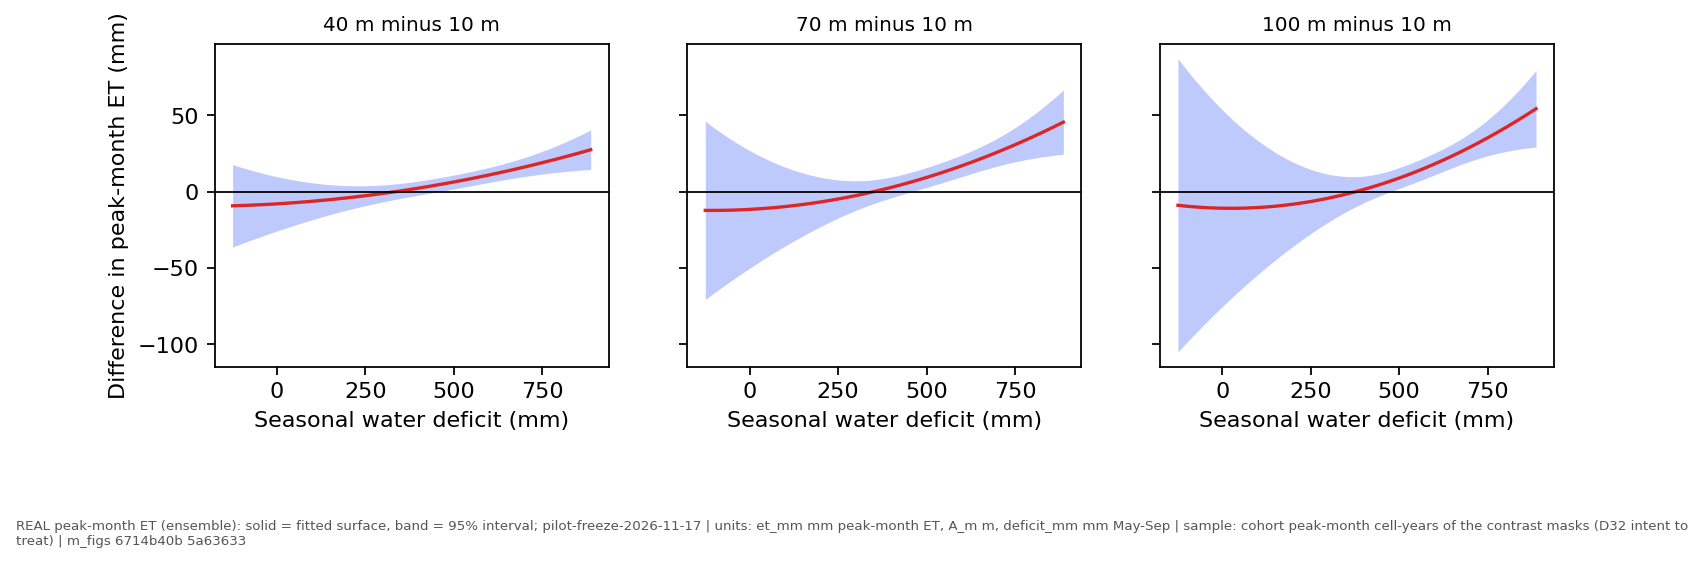 40 m minus 10 m
70 m minus 10 m
100 m minus 10 m
Difference in peak-month ET (mm)
50
0
−50
−100
0 250 500 750
0 250 500 750
0 250 500 750
Seasonal water deficit (mm)
Seasonal water deficit (mm)
Seasonal water deficit (mm)
REAL peak-month ET (ensemble): solid = fitted surface, band = 95% interval; pilot-freeze-2026-11-17 | units: et_mm mm peak-month ET, A_m m, deficit_mm mm May-Sep | sample: cohort peak-month cell-years of the contrast masks (D32 intent to
treat) | m_figs 6714b40b 5a63633